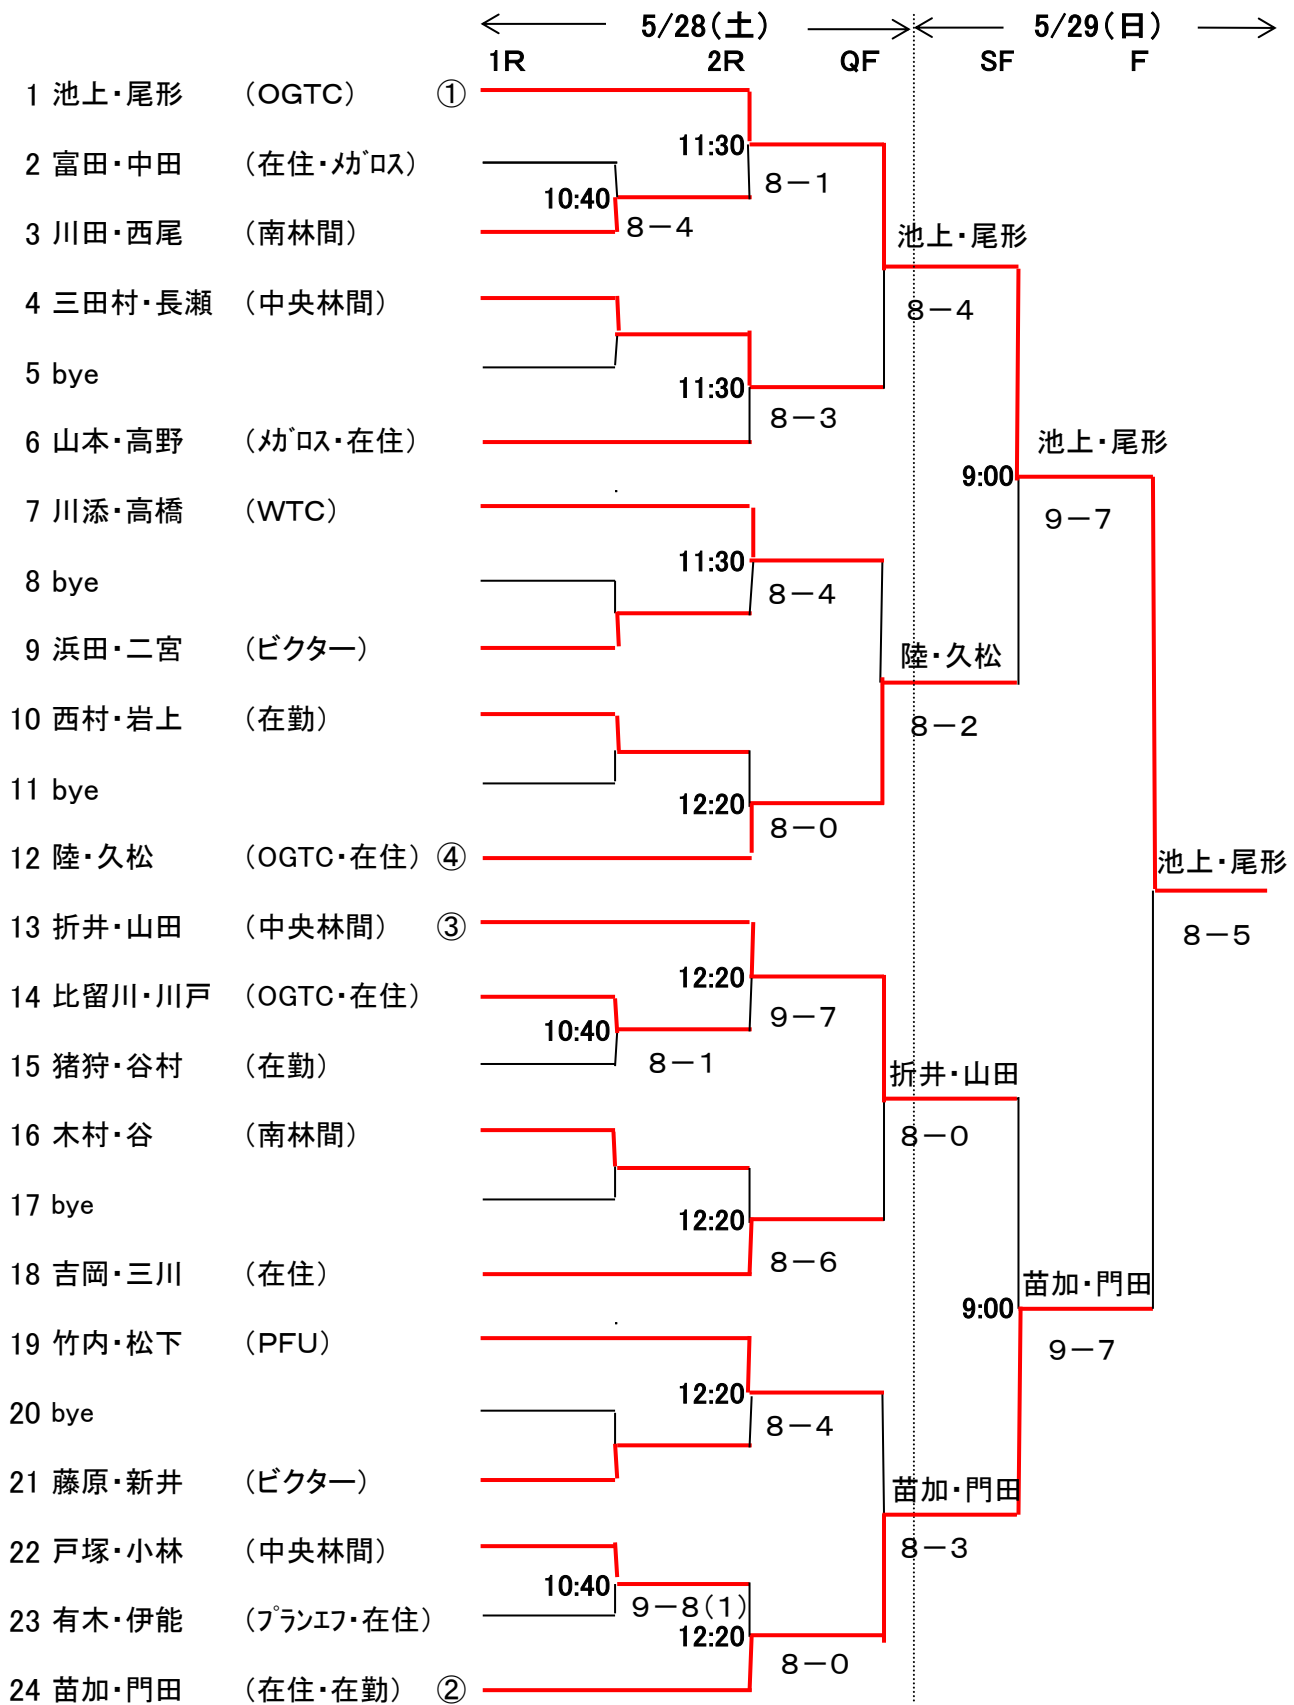 5/28(土) 5/29(日)
1R 2R QF SF F
1 池上・尾形 (OGTC) ①
11:30
2 富田・中田 (在住・ﾒｶﾞﾛｽ)
8－1
10:40
8－4
3 川田・西尾 (南林間)
池上・尾形
4 三田村・長瀬 (中央林間)
8－4
5 bye
11:30
8－3
6 山本・高野 (ﾒｶﾞﾛｽ・在住)
池上・尾形
9:00
7 川添・高橋 (WTC)
9－7
11:30
8 bye
8－4
9 浜田・二宮 (ビクター)
陸・久松
10 西村・岩上 (在勤)
8－2
11 bye
12:20
8－0
12 陸・久松 (OGTC・在住) ④
池上・尾形
13 折井・山田 (中央林間) ③
8－5
12:20
14 比留川・川戸 (OGTC・在住)
9－7
10:40
8－1
15 猪狩・谷村 (在勤)
折井・山田
16 木村・谷 (南林間)
8－0
17 bye
12:20
8－6
18 吉岡・三川 (在住)
苗加・門田
9:00
19 竹内・松下 (PFU)
9－7
12:20
20 bye
8－4
21 藤原・新井 (ビクター)
苗加・門田
22 戸塚・小林 (中央林間)
8－3
10:40
9－8(1)
23 有木・伊能 (ﾌﾟﾗﾝｴﾌ・在住)
12:20
8－0
24 苗加・門田 (在住・在勤) ②